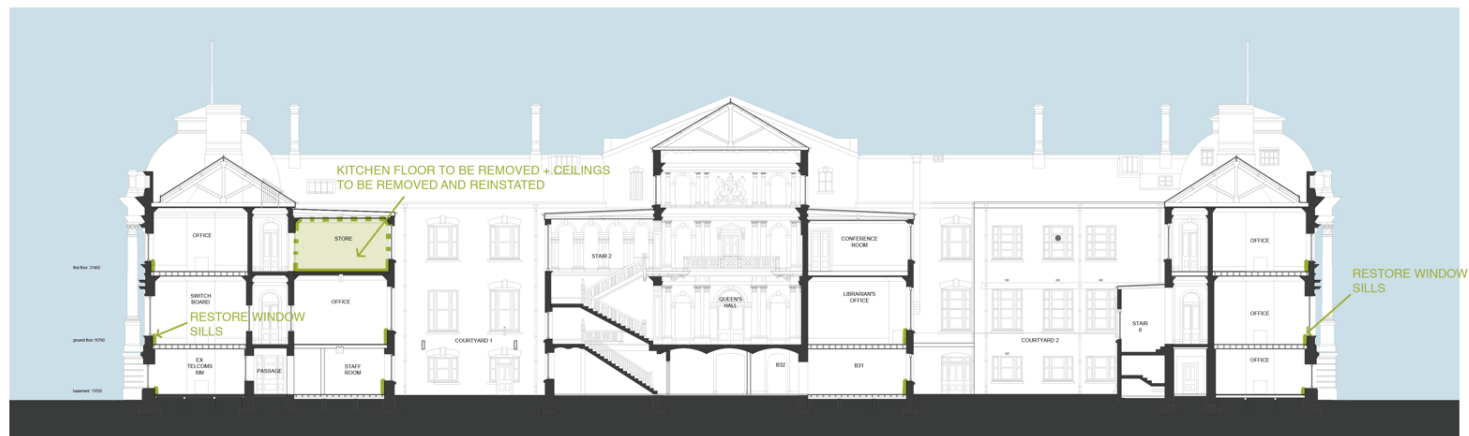 KITCHEN FLOOR TO BE REMOVED + CEILINGS
TO BE REMOVED AND REINSTATED
OFFICE
STORE
STAIR 2
CONFERENCE
ROOM
OFFICE
first floor
RESTORE WINDOW
SILLS
SWITCH
BOARD
OFFICE
QUEEN'S
HALL
LIBRARIAN'S
OFFICE
OFFICE
RESTORE WINDOW
SILLS
STAIR
6
ground floor
COURTYARD 1
COURTYARD 2
EX
TELCOMS
RM
PASSAGE
STAFF
ROOM
B32
B31
OFFICE
basement